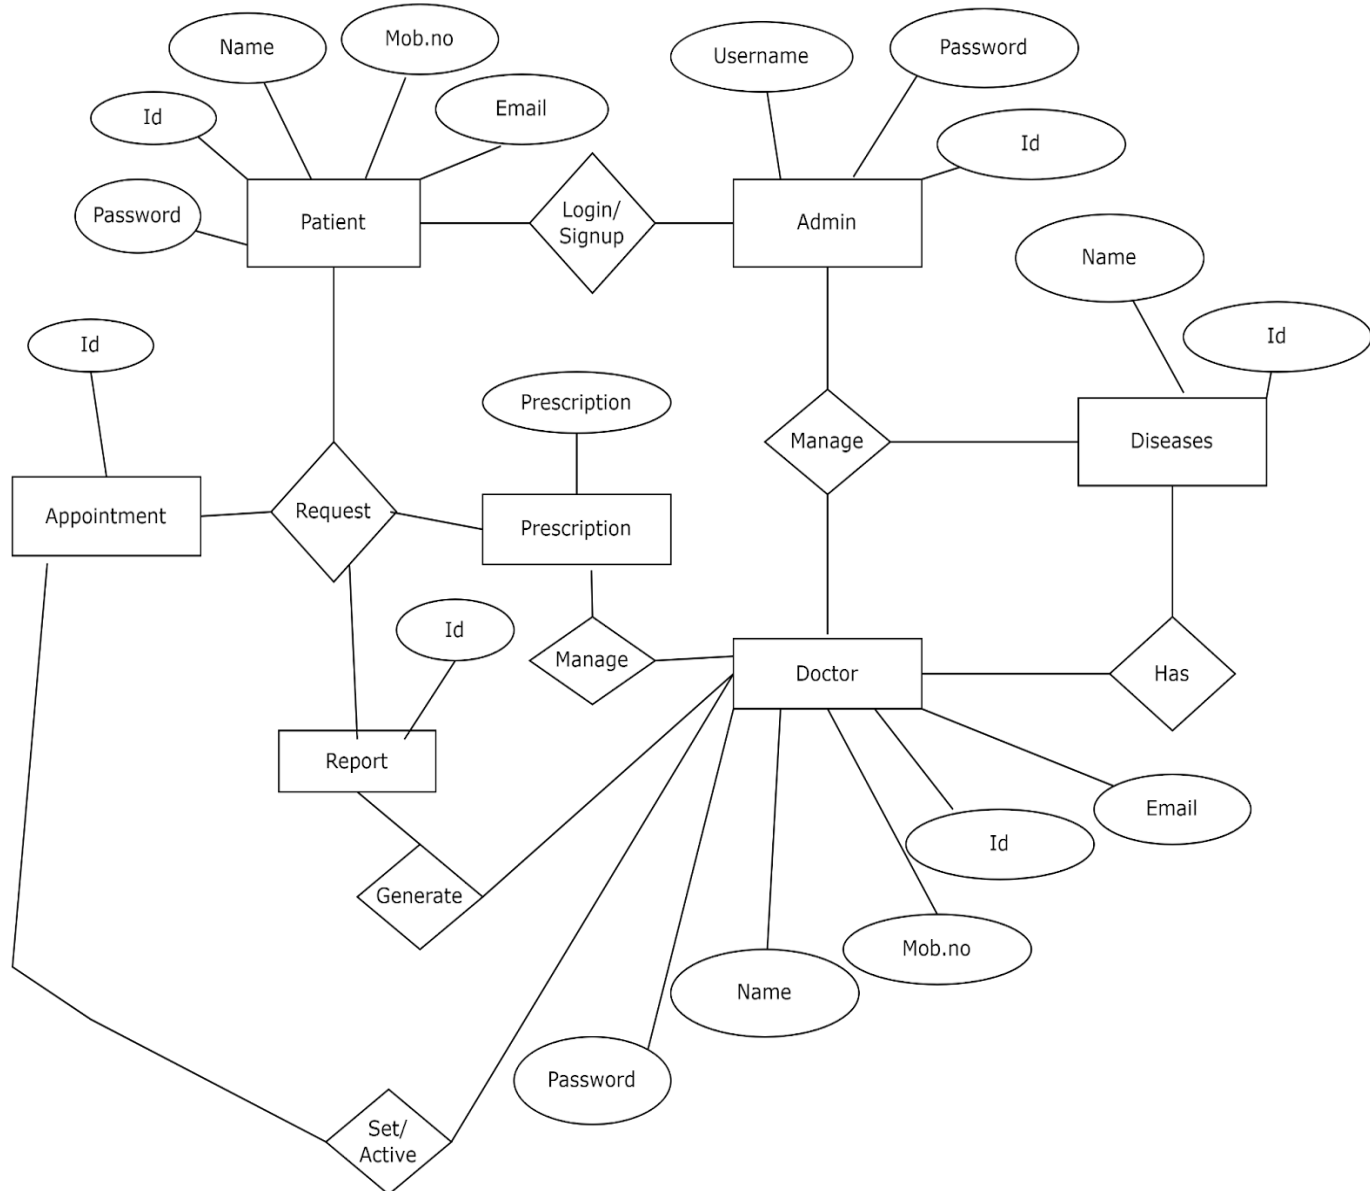 Name
Mob.no
Username
Password
Id
Email
Id
Password
Patient
Login/
Signup
Admin
Name
Id
Id
Prescription
Manage
Diseases
Appointment
Request
Prescription
Id
Manage
Doctor
Has
Report
Generate
Id
Email
Name
Mob.no
Password
Set/
Active